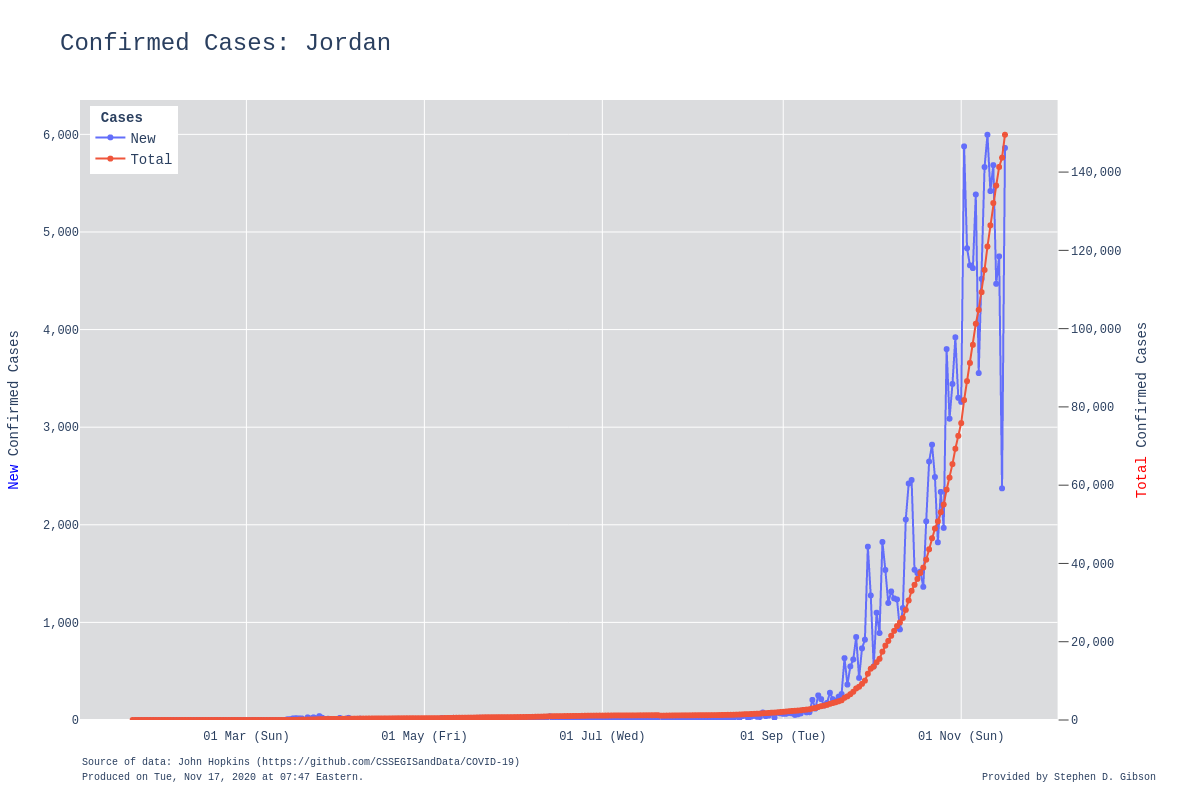 Confirmed Cases: Jordan
Cases
New
Total
6,000
5,000
4,000
3,000
2,000
1,000
0
140,000
120,000
100,000
80,000
60,000
40,000
20,000
0
New Confirmed Cases
Total Confirmed Cases
01 Mar (Sun)
01 May (Fri)
01 Jul (Wed)
01 Sep (Tue)
01 Nov (Sun)
Source of data: John Hopkins (https://github.com/CSSEGISandData/COVID-19)
Produced on Tue, Nov 17, 2020 at 07:47 Eastern.
Provided by Stephen D. Gibson